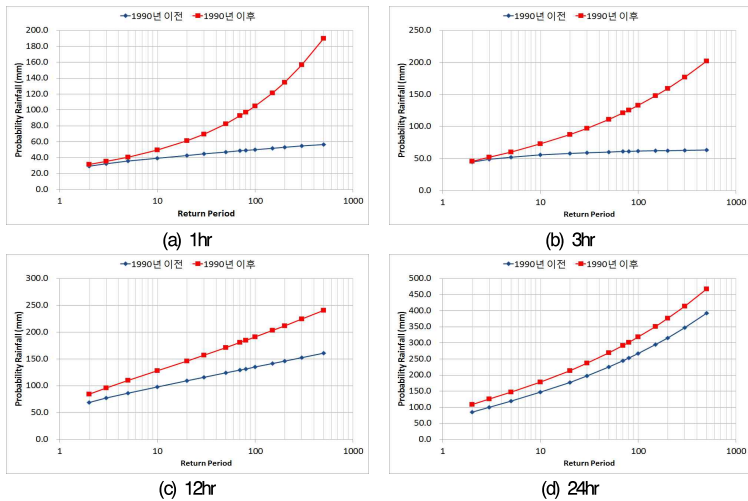 1990년 이전 1990년 이후
Probability Rainfall (mm)
200.0
180.0
160.0
140.0
120.0
100.0
80.0
60.0
40.0
20.0
0.0
1 10 100 1000
Return Period
(a) 1hr
1990년 이전 1990년 이후
Probability Rainfall (mm)
250.0
200.0
150.0
100.0
50.0
0.0
1 10 100 1000
Return Period
(b) 3hr
1990년 이전 1990년 이후
Probability Rainfall (mm)
300.0
250.0
200.0
150.0
100.0
50.0
0.0
1 10 100 1000
Return Period
(c) 12hr
1990년 이전 1990년 이후
Probability Rainfall (mm)
500.0
450.0
400.0
350.0
300.0
250.0
200.0
150.0
100.0
50.0
0.0
1 10 100 1000
Return Period
(d) 24hr